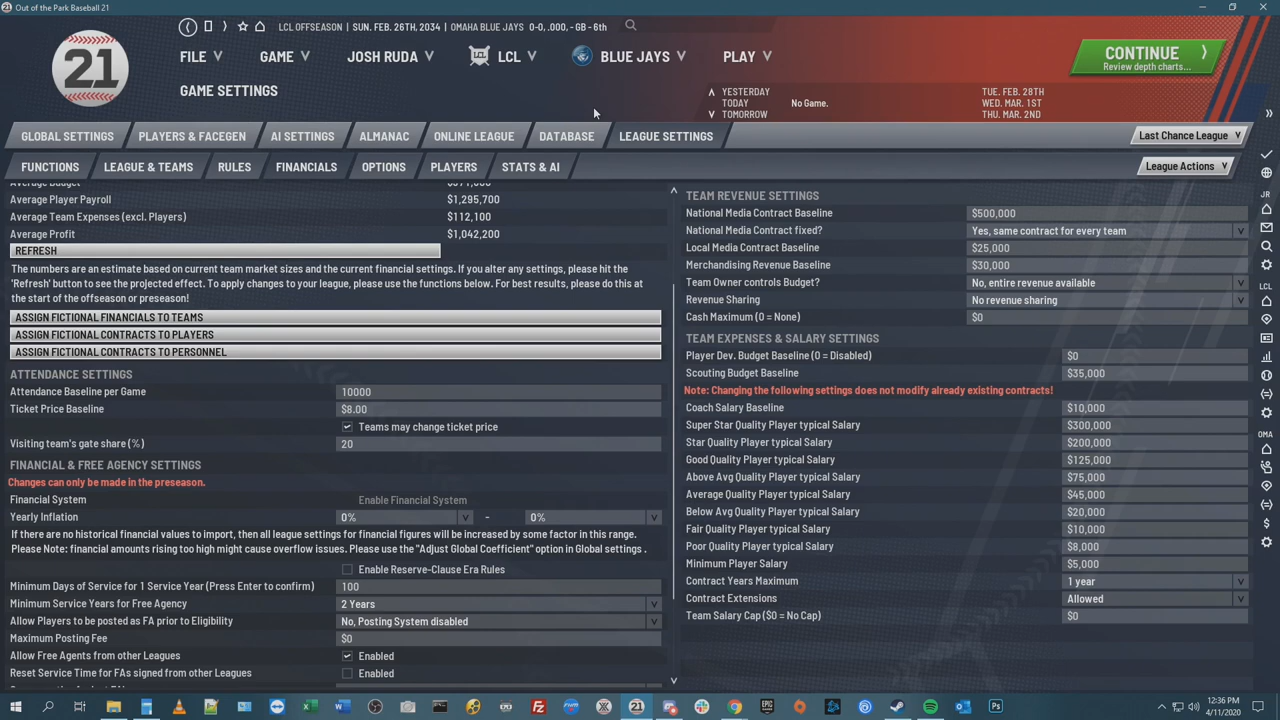 Out of the Park Baseball 21
LCL OFFSEASON | SUN. FEB. 26TH, 2034 | OMAHA BLUE JAYS 0-0, .000, - GB - 6th
21
FILE
GAME
JOSH RUDA
LCL
BLUE JAYS
PLAY
CONTINUE
Review depth charts...
GAME SETTINGS
YESTERDAY
TODAY
TOMORROW
No Game.
TUE. FEB. 28TH
WED. MAR. 1ST
THU. MAR. 2ND
GLOBAL SETTINGS
PLAYERS & FACEGEN
AI SETTINGS
ALMANAC
ONLINE LEAGUE
DATABASE
LEAGUE SETTINGS
Last Chance League
FUNCTIONS
LEAGUE & TEAMS
RULES
FINANCIALS
OPTIONS
PLAYERS
STATS & AI
League Actions
Average Budget
Average Player Payroll $1,295,700
Average Team Expenses (excl. Players) $112,100
Average Profit $1,042,200
REFRESH
The numbers are an estimate based on current team market sizes and the current financial settings. If you alter any settings, please hit the
'Refresh' button to see the projected effect. To apply changes to your league, please use the functions below. For best results, please do this at
the start of the offseason or preseason!
ASSIGN FICTIONAL FINANCIALS TO TEAMS
ASSIGN FICTIONAL CONTRACTS TO PLAYERS
ASSIGN FICTIONAL CONTRACTS TO PERSONNEL
ATTENDANCE SETTINGS
Attendance Baseline per Game 10000
Ticket Price Baseline $8.00
Teams may change ticket price
Visiting team's gate share (%) 20
FINANCIAL & FREE AGENCY SETTINGS
Changes can only be made in the preseason.
Financial System Enable Financial System
Yearly Inflation 0% - 0%
If there are no historical financial values to import, then all league settings for financial figures will be increased by some factor in this range.
Please Note: financial amounts rising too high might cause overflow issues. Please use the "Adjust Global Coefficient" option in Global settings .
Enable Reserve-Clause Era Rules
Minimum Days of Service for 1 Service Year (Press Enter to confirm) 100
Minimum Service Years for Free Agency 2 Years
Allow Players to be posted as FA prior to Eligibility No, Posting System disabled
Maximum Posting Fee $0
Allow Free Agents from other Leagues Enabled
Reset Service Time for FAs signed from other Leagues Enabled
TEAM REVENUE SETTINGS
National Media Contract Baseline $500,000
National Media Contract fixed? Yes, same contract for every team
Local Media Contract Baseline $25,000
Merchandising Revenue Baseline $30,000
Team Owner controls Budget? No, entire revenue available
Revenue Sharing No revenue sharing
Cash Maximum (0 = None) $0
TEAM EXPENSES & SALARY SETTINGS
Player Dev. Budget Baseline (0 = Disabled) $0
Scouting Budget Baseline $35,000
Note: Changing the following settings does not modify already existing contracts!
Coach Salary Baseline $10,000
Super Star Quality Player typical Salary $300,000
Star Quality Player typical Salary $200,000
Good Quality Player typical Salary $125,000
Above Avg Quality Player typical Salary $75,000
Average Quality Player typical Salary $45,000
Below Avg Quality Player typical Salary $20,000
Fair Quality Player typical Salary $10,000
Poor Quality Player typical Salary $8,000
Minimum Player Salary $5,000
Contract Years Maximum 1 year
Contract Extensions Allowed
Team Salary Cap ($0 = No Cap) $0
JR
LCL
OMA
12:36 PM
4/11/2020